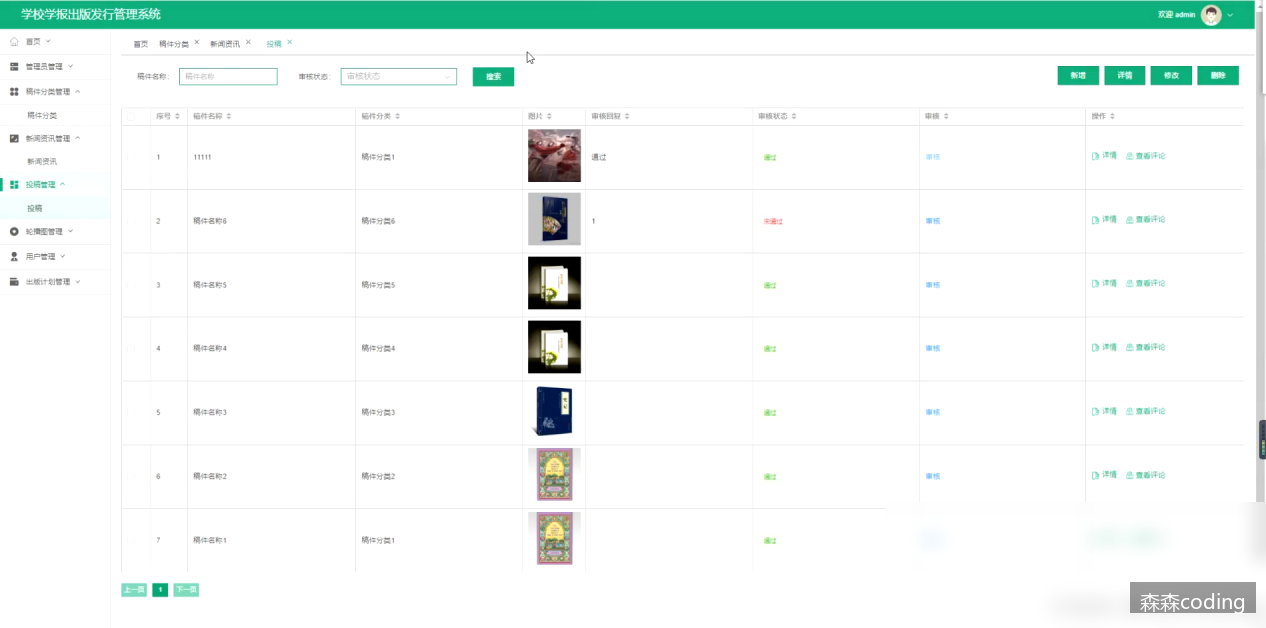 学校学报出版发行管理系统
欢迎 admin
首页
管理员管理
稿件分类管理
稿件分类
新闻资讯管理
新闻资讯
投稿管理
投稿
轮播图管理
用户管理
出版计划管理
首页 稿件分类 × 新闻资讯 × 投稿 ×
稿件名称: 稿件名称 审核状态: 审核状态 搜索
新增 详情 修改 删除
序号 稿件名称 稿件分类 图片 审核回复 审核状态 审核 操作
1 11111 稿件分类1 通过 通过 审核 详情 查看评论
2 稿件名称6 稿件分类6 1 未通过 审核 详情 查看评论
3 稿件名称5 稿件分类5 通过 审核 详情 查看评论
4 稿件名称4 稿件分类4 通过 审核 详情 查看评论
5 稿件名称3 稿件分类3 通过 审核 详情 查看评论
6 稿件名称2 稿件分类2 通过 审核 详情 查看评论
7 稿件名称1 稿件分类1 通过
上一页 1 下一页
森森coding